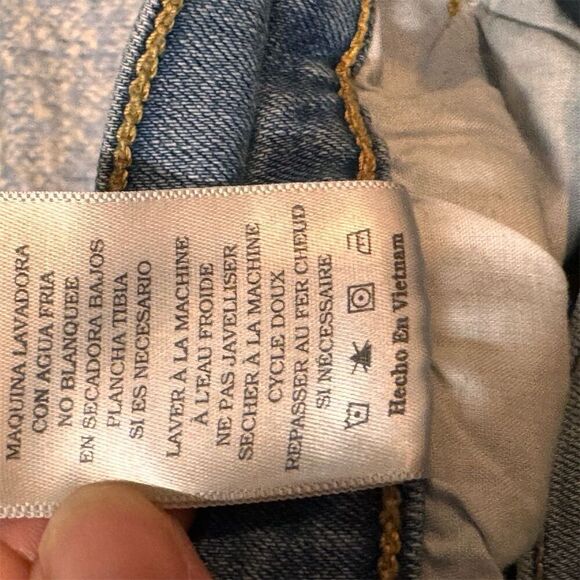 MAQUINA LAVADORA
CON AGUA FRIA
NO BLANQUEE
EN SECADORA BAJOS
PLANCHA TIBIA
SI ES NECESARIO
LAVER À LA MACHINE
À L'EAU FROIDE
NE PAS JAVELLISER
SECHER À LA MACHINE
CYCLE DOUX
REPASSER AU FER CHEUD
SI NÉCESSAIRE
Hecho En Vietnam